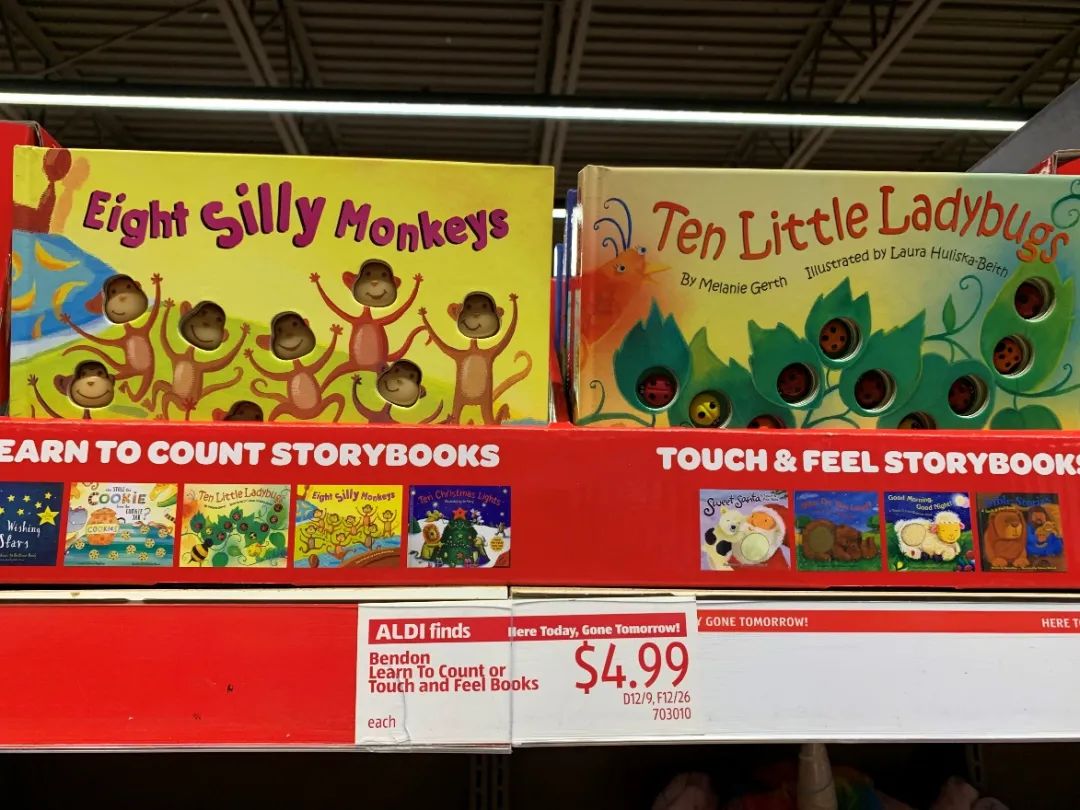 Eight Silly Monkeys
Ten Little Ladybugs
By Melanie Gerth Illustrated by Laura Huliska-Beith
EARN TO COUNT STORYBOOKS
TOUCH & FEEL STORYBOOKS
Wishing
Stars
COOKIE
COOKIES
Ten Little Ladybugs
Eight Silly Monkeys
Ten Christmas Lights
Sweet Santa
Good Morning,
Good Night!
ALDI finds
Here Today, Gone Tomorrow!
Y GONE TOMORROW!
HERE T
Bendon
Learn To Count or
Touch and Feel Books
each
$4.99
D12/9, F12/26
703010